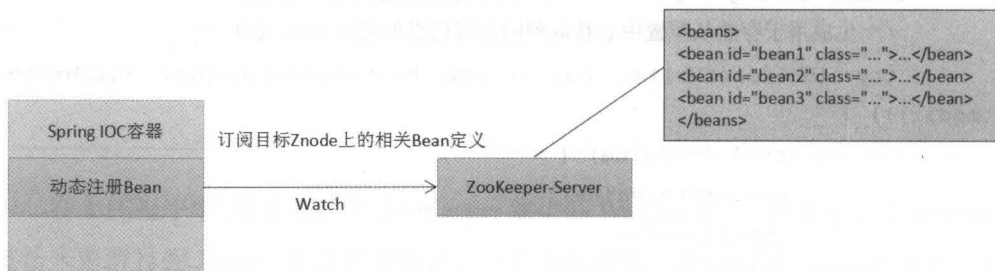 <beans>
<bean id="bean1" class="...">...</bean>
<bean id="bean2" class="...">...</bean>
<bean id="bean3" class="...">...</bean>
</beans>
Spring IOC容器
订阅目标Znode上的相关Bean定义
动态注册Bean
ZooKeeper-Server
Watch